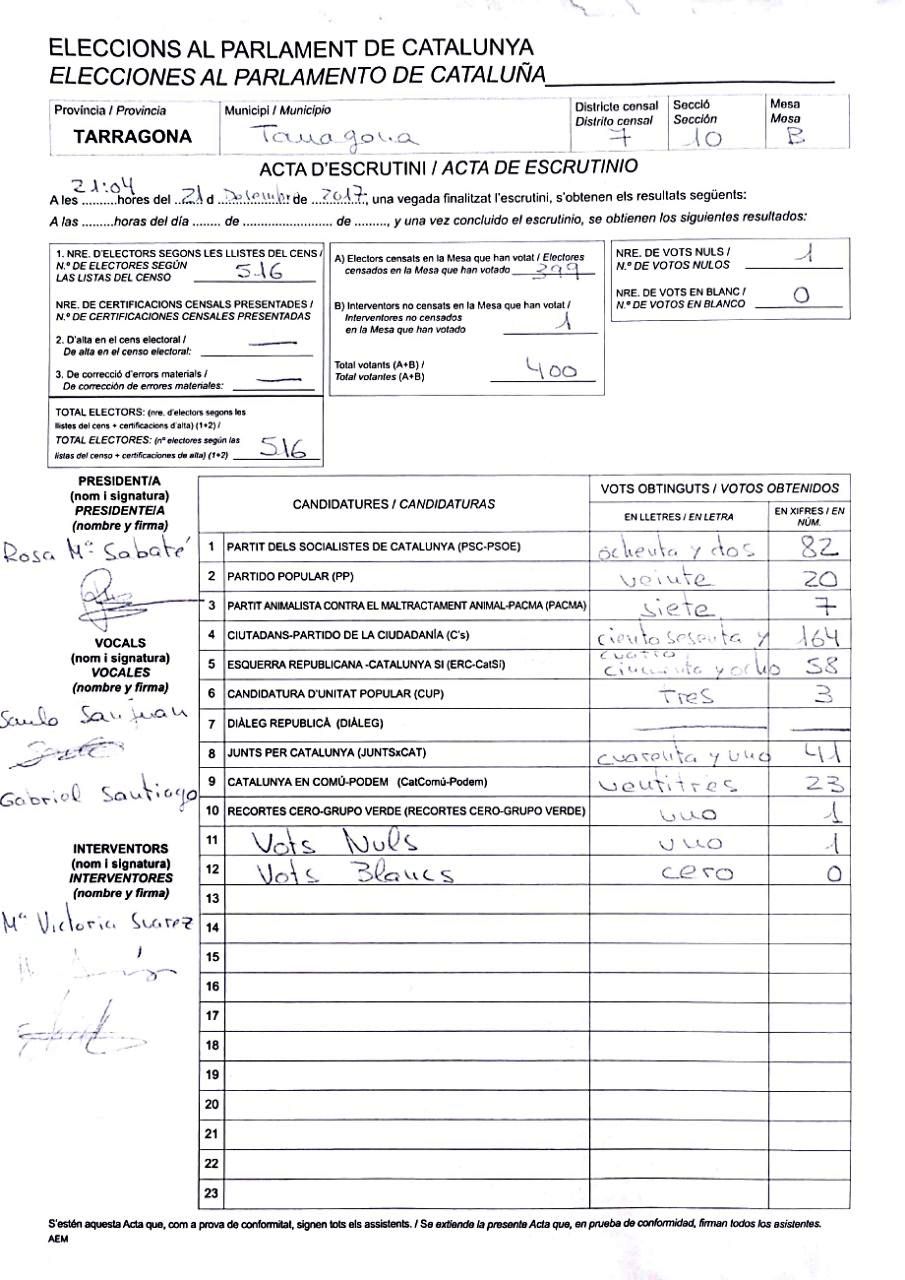 ELECCIONS AL PARLAMENT DE CATALUNYA
ELECCIONES AL PARLAMENTO DE CATALUÑA
Provincia / Provincia
TARRAGONA
Municipi / Municipio
Tarragona
Districte censal
Distrito censal
7
Secció
Sección
10
Mesa
Mesa
B
ACTA D'ESCRUTINI / ACTA DE ESCRUTINIO
A les 21:04 hores del 21 d Desembre de 2017, una vegada finalitzat l'escrutini, s'obtenen els resultats següents:
A las .........horas del día ...... de .......................... de ........., y una vez concluido el escrutinio, se obtienen los siguientes resultados:
1. NRE. D'ELECTORS SEGONS LES LLISTES DEL CENS /
N.º DE ELECTORES SEGÚN
LAS LISTAS DEL CENSO 516
NRE. DE CERTIFICACIONS CENSALS PRESENTADES /
N.º DE CERTIFICACIONES CENSALES PRESENTADAS
2. D'alta en el cens electoral /
De alta en el censo electoral:
3. De correcció d'errors materials /
De corrección de errores materiales:
TOTAL ELECTORS: (nre. d'electors segons les
llistes del cens + certificacions d'alta) (1+2) /
TOTAL ELECTORES: (nº electores según las
listas del censo + certificaciones de alta) (1+2) 516
A) Electors censats en la Mesa que han votat / Electores
censados en la Mesa que han votado 399
B) Interventors no censats en la Mesa que han votat /
Interventores no censados
en la Mesa que han votado 1
Total votants (A+B) /
Total votantes (A+B) 400
NRE. DE VOTS NULS /
N.º DE VOTOS NULOS 1
NRE. DE VOTS EN BLANC /
N.º DE VOTOS EN BLANCO 0
PRESIDENT/A
(nom i signatura)
PRESIDENTE/A
(nombre y firma)
Rosa Mª Sabaté
VOCALS
(nom i signatura)
VOCALES
(nombre y firma)
Saulo Sanjuan
Gabriel Santiago
INTERVENTORS
(nom i signatura)
INTERVENTORES
(nombre y firma)
Mª Victoria Suarez
CANDIDATURES / CANDIDATURAS
VOTS OBTINGUTS / VOTOS OBTENIDOS
EN LLETRES / EN LETRA
EN XIFRES / EN NÚM.
1 PARTIT DELS SOCIALISTES DE CATALUNYA (PSC-PSOE) ochenta y dos 82
2 PARTIDO POPULAR (PP) veinte 20
3 PARTIT ANIMALISTA CONTRA EL MALTRACTAMENT ANIMAL-PACMA (PACMA) siete 7
4 CIUTADANS-PARTIDO DE LA CIUDADANÍA (C's) ciento sesenta y cuatro 164
5 ESQUERRA REPUBLICANA -CATALUNYA SI (ERC-CatSí) cincuenta y ocho 58
6 CANDIDATURA D'UNITAT POPULAR (CUP) Tres 3
7 DIÀLEG REPUBLICÀ (DIÀLEG)
8 JUNTS PER CATALUNYA (JUNTSxCAT) cuarenta y uno 41
9 CATALUNYA EN COMÚ-PODEM (CatComú-Podem) ventitres 23
10 RECORTES CERO-GRUPO VERDE (RECORTES CERO-GRUPO VERDE) uno 1
11 Vots Nuls uno 1
12 Vots Blancs cero 0
13
14
15
16
17
18
19
20
21
22
23
S'estén aquesta Acta que, com a prova de conformitat, signen tots els assistents. / Se extiende la presente Acta que, en prueba de conformidad, firman todos los asistentes.
AEM